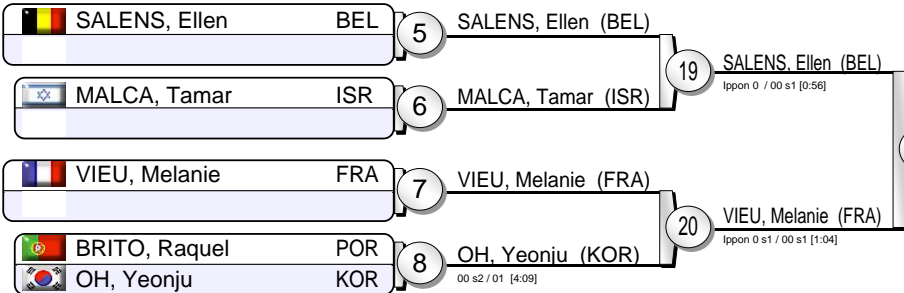 SALENS, Ellen BEL
5
SALENS, Ellen (BEL)
19
SALENS, Ellen (BEL)
Ippon 0 / 00 s1 [0:56]
MALCA, Tamar ISR
6
MALCA, Tamar (ISR)
VIEU, Melanie FRA
7
VIEU, Melanie (FRA)
20
VIEU, Melanie (FRA)
Ippon 0 s1 / 00 s1 [1:04]
BRITO, Raquel POR
OH, Yeonju KOR
8
OH, Yeonju (KOR)
00 s2 / 01 [4:09]